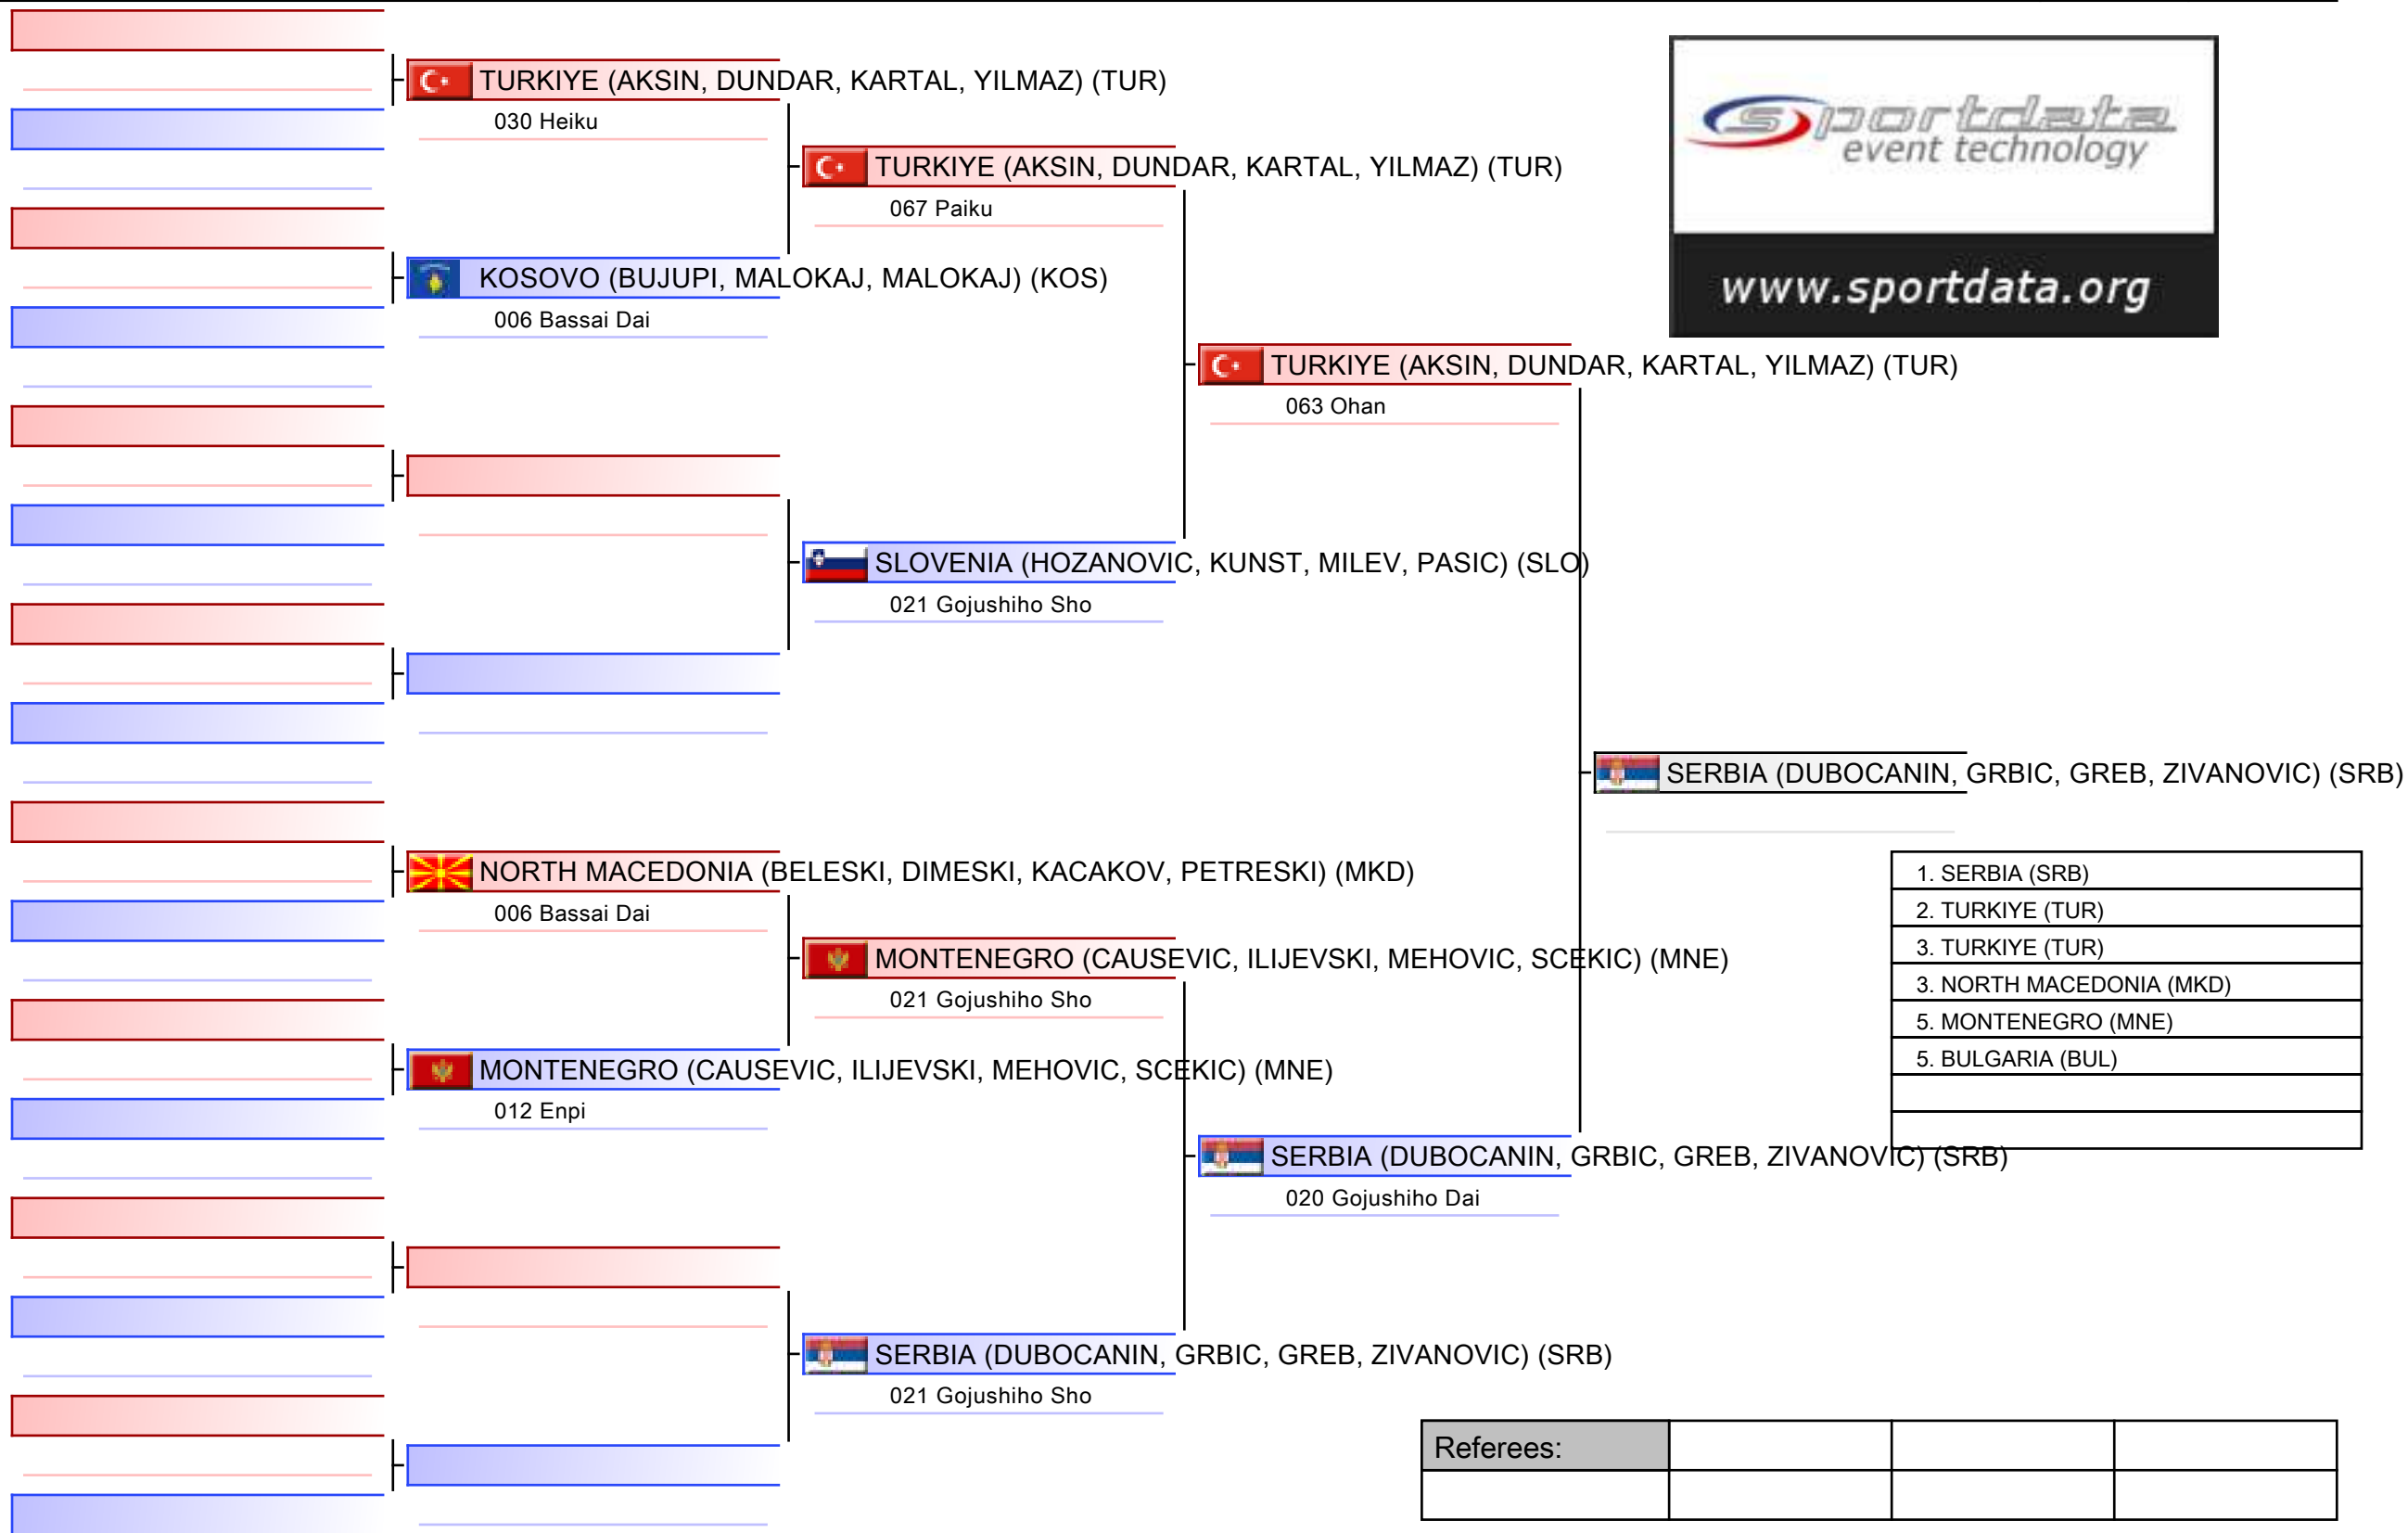 TURKIYE (AKSIN, DUNDAR, KARTAL, YILMAZ) (TUR)
030 Heiku
KOSOVO (BUJUPI, MALOKAJ, MALOKAJ) (KOS)
006 Bassai Dai
NORTH MACEDONIA (BELESKI, DIMESKI, KACAKOV, PETRESKI) (MKD)
006 Bassai Dai
MONTENEGRO (CAUSEVIC, ILIJEVSKI, MEHOVIC, SCEKIC) (MNE)
012 Enpi
TURKIYE (AKSIN, DUNDAR, KARTAL, YILMAZ) (TUR)
067 Paiku
SLOVENIA (HOZANOVIC, KUNST, MILEV, PASIC) (SLO)
021 Gojushiho Sho
MONTENEGRO (CAUSEVIC, ILIJEVSKI, MEHOVIC, SCEKIC) (MNE)
021 Gojushiho Sho
SERBIA (DUBOCANIN, GRBIC, GREB, ZIVANOVIC) (SRB)
021 Gojushiho Sho
TURKIYE (AKSIN, DUNDAR, KARTAL, YILMAZ) (TUR)
063 Ohan
SERBIA (DUBOCANIN, GRBIC, GREB, ZIVANOVIC) (SRB)
020 Gojushiho Dai
SERBIA (DUBOCANIN, GRBIC, GREB, ZIVANOVIC) (SRB)
sportdata
event technology
www.sportdata.org
1. SERBIA (SRB)
2. TURKIYE (TUR)
3. TURKIYE (TUR)
3. NORTH MACEDONIA (MKD)
5. MONTENEGRO (MNE)
5. BULGARIA (BUL)
Referees: